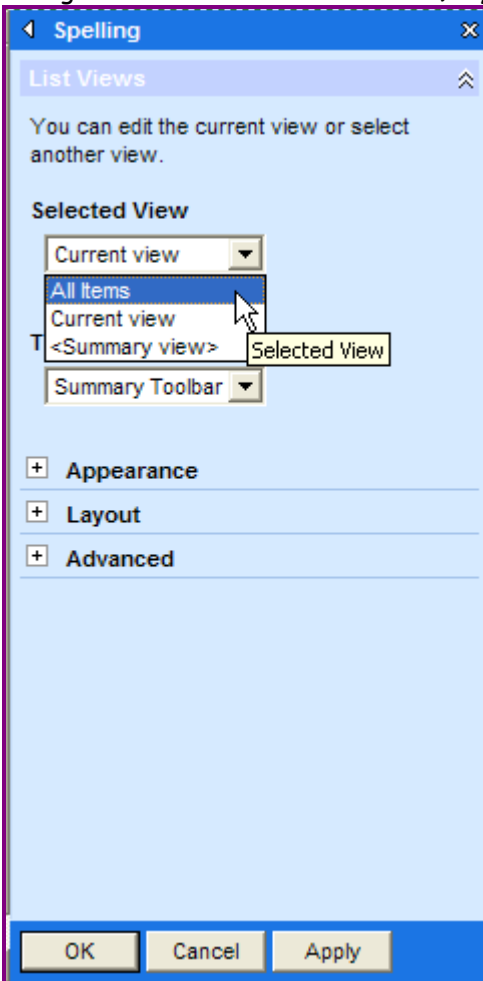 Spelling
List Views
You can edit the current view or select
another view.
Selected View
Current view
All Items
Current view
<Summary view>
Selected View
T
Summary Toolbar
Appearance
Layout
Advanced
OK Cancel Apply